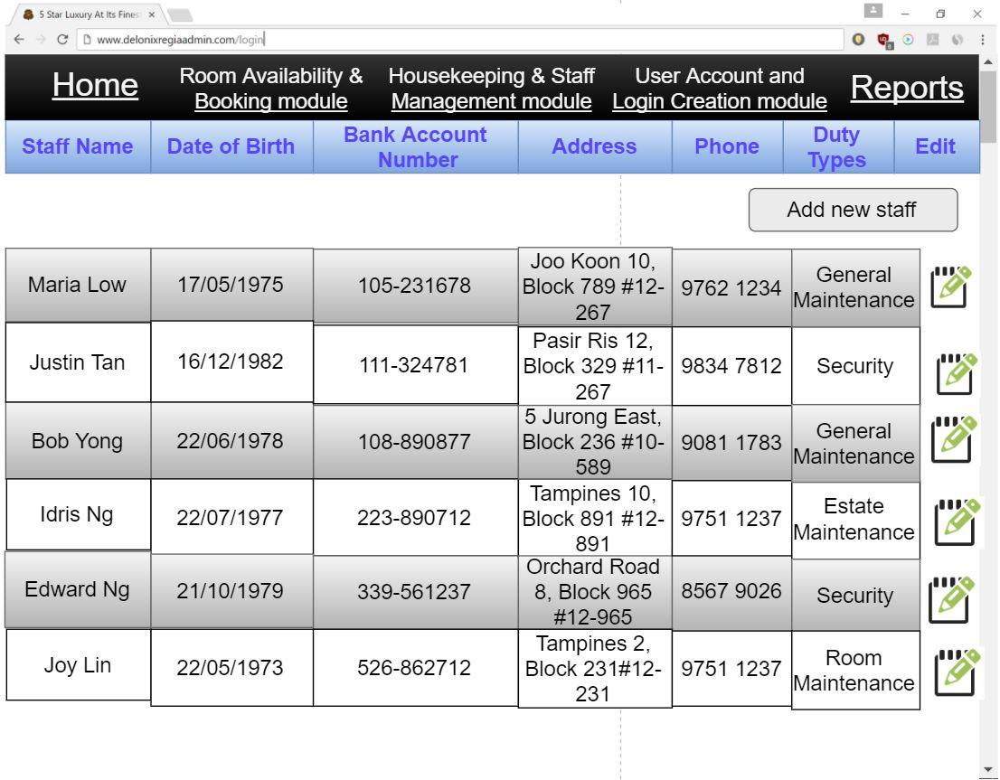 5 Star Luxury At Its Fines
www.delonixregiaadmin.com/login
Home
Room Availability &
Booking module
Housekeeping & Staff
Management module
User Account and
Login Creation module
Reports
Staff Name
Date of Birth
Bank Account
Number
Address
Phone
Duty
Types
Edit
Add new staff
Maria Low
17/05/1975
105-231678
Joo Koon 10,
Block 789 #12-
267
9762 1234
General
Maintenance
Justin Tan
16/12/1982
111-324781
Pasir Ris 12,
Block 329 #11-
267
9834 7812
Security
Bob Yong
22/06/1978
108-890877
5 Jurong East,
Block 236 #10-
589
9081 1783
General
Maintenance
Idris Ng
22/07/1977
223-890712
Tampines 10,
Block 891 #12-
891
9751 1237
Estate
Maintenance
Edward Ng
21/10/1979
339-561237
Orchard Road
8, Block 965
#12-965
8567 9026
Security
Joy Lin
22/05/1973
526-862712
Tampines 2,
Block 231#12-
231
9751 1237
Room
Maintenance